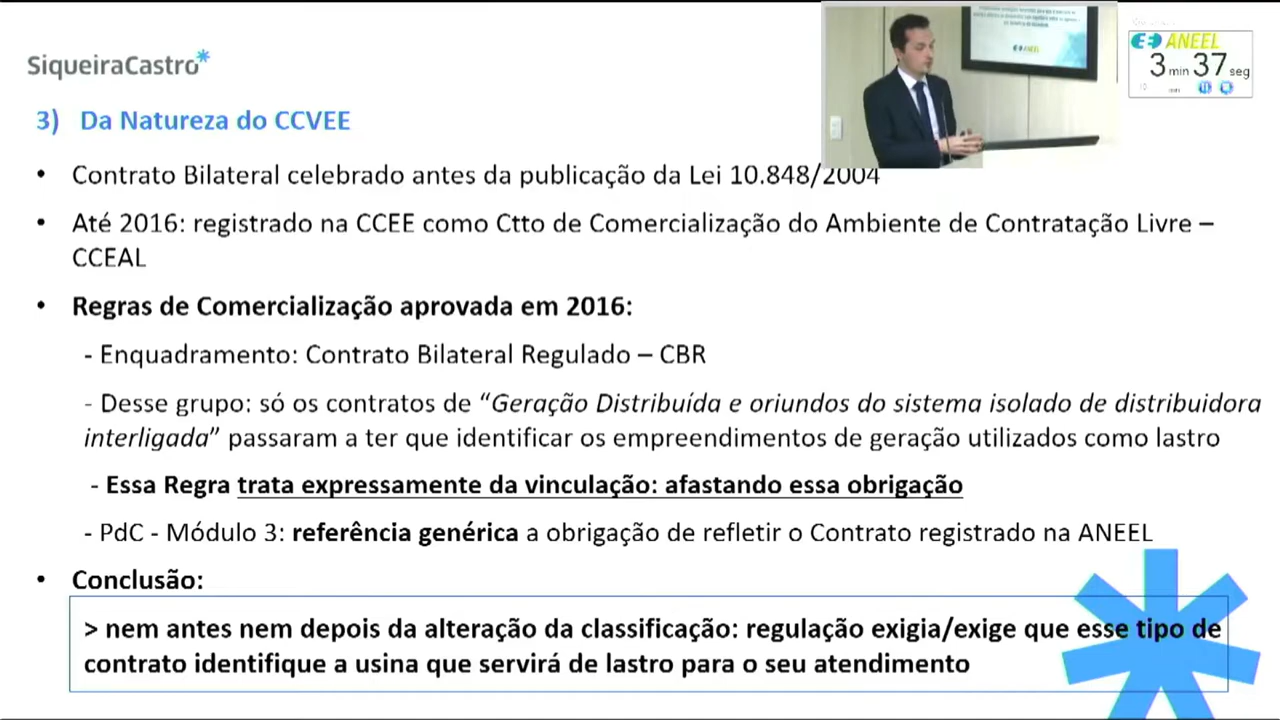 SiqueiraCastro*
ANEEL
3 min 37 seg
3) Da Natureza do CCVEE
• Contrato Bilateral celebrado antes da publicação da Lei 10.848/2004
• Até 2016: registrado na CCEE como Ctto de Comercialização do Ambiente de Contratação Livre –
CCEAL
• Regras de Comercialização aprovada em 2016:
- Enquadramento: Contrato Bilateral Regulado – CBR
- Desse grupo: só os contratos de “Geração Distribuída e oriundos do sistema isolado de distribuidora
interligada” passaram a ter que identificar os empreendimentos de geração utilizados como lastro
- Essa Regra trata expressamente da vinculação: afastando essa obrigação
- PdC - Módulo 3: referência genérica a obrigação de refletir o Contrato registrado na ANEEL
• Conclusão:
> nem antes nem depois da alteração da classificação: regulação exigia/exige que esse tipo de
contrato identifique a usina que servirá de lastro para o seu atendimento